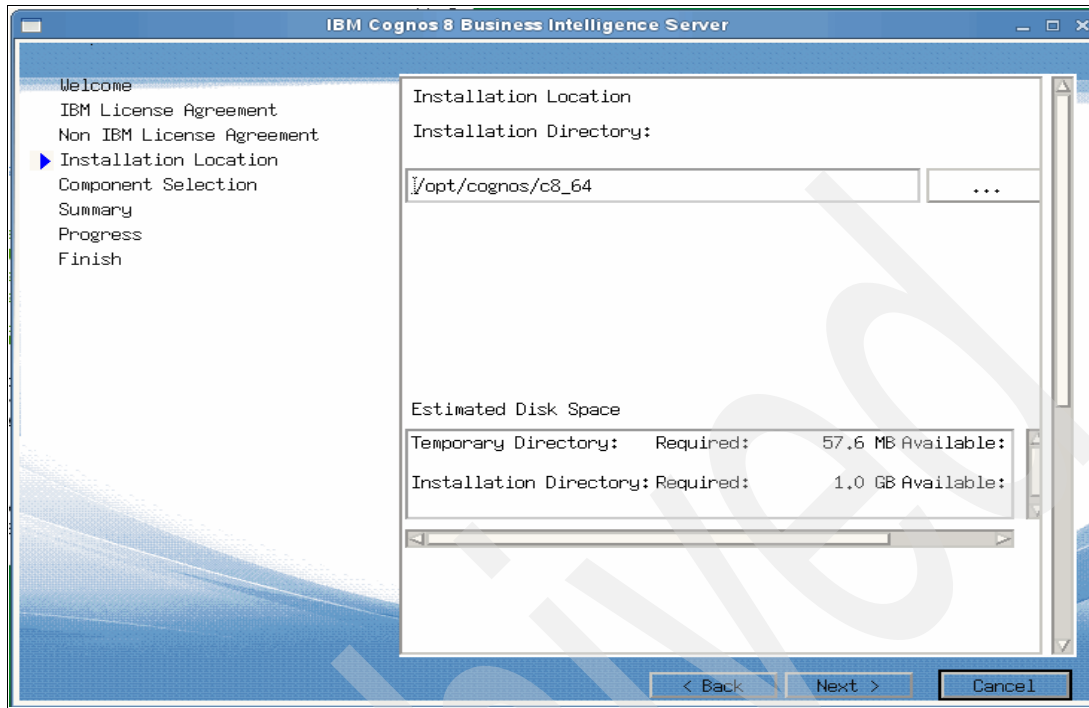 IBM Cognos 8 Business Intelligence Server
Welcome
IBM License Agreement
Non IBM License Agreement
Installation Location
Component Selection
Summary
Progress
Finish
Installation Location
Installation Directory:
/opt/cognos/c8_64
...
Estimated Disk Space
Temporary Directory: Required: 57.6 MB Available:
Installation Directory: Required: 1.0 GB Available:
< Back
Next >
Cancel